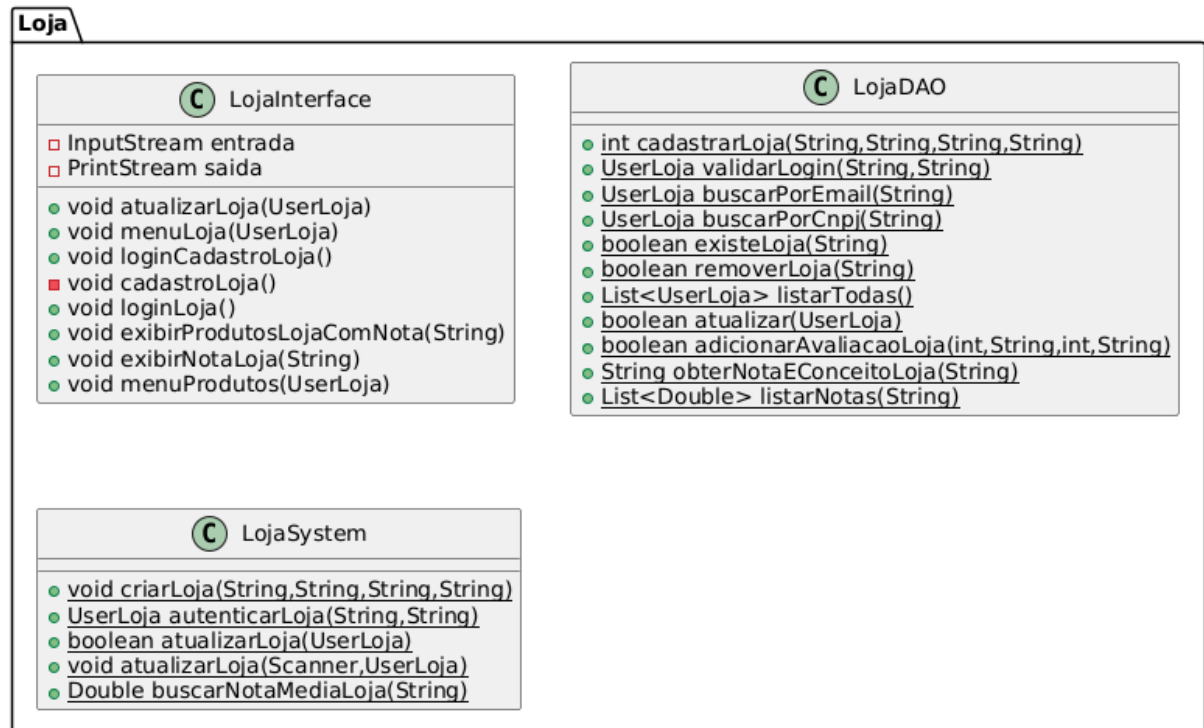 Loja
C LojaInterface
InputStream entrada
PrintStream saida
void atualizarLoja(UserLoja)
void menuLoja(UserLoja)
void loginCadastroLoja()
void cadastroLoja()
void loginLoja()
void exibirProdutosLojaComNota(String)
void exibirNotaLoja(String)
void menuProdutos(UserLoja)
C LojaDAO
int cadastrarLoja(String,String,String,String)
UserLoja validarLogin(String,String)
UserLoja buscarPorEmail(String)
UserLoja buscarPorCnpj(String)
boolean existeLoja(String)
boolean removerLoja(String)
List<UserLoja> listarTodas()
boolean atualizar(UserLoja)
boolean adicionarAvaliacaoLoja(int,String,int,String)
String obterNotaEConceitoLoja(String)
List<Double> listarNotas(String)
C LojaSystem
void criarLoja(String,String,String,String)
UserLoja autenticarLoja(String,String)
boolean atualizarLoja(UserLoja)
void atualizarLoja(Scanner,UserLoja)
Double buscarNotaMediaLoja(String)